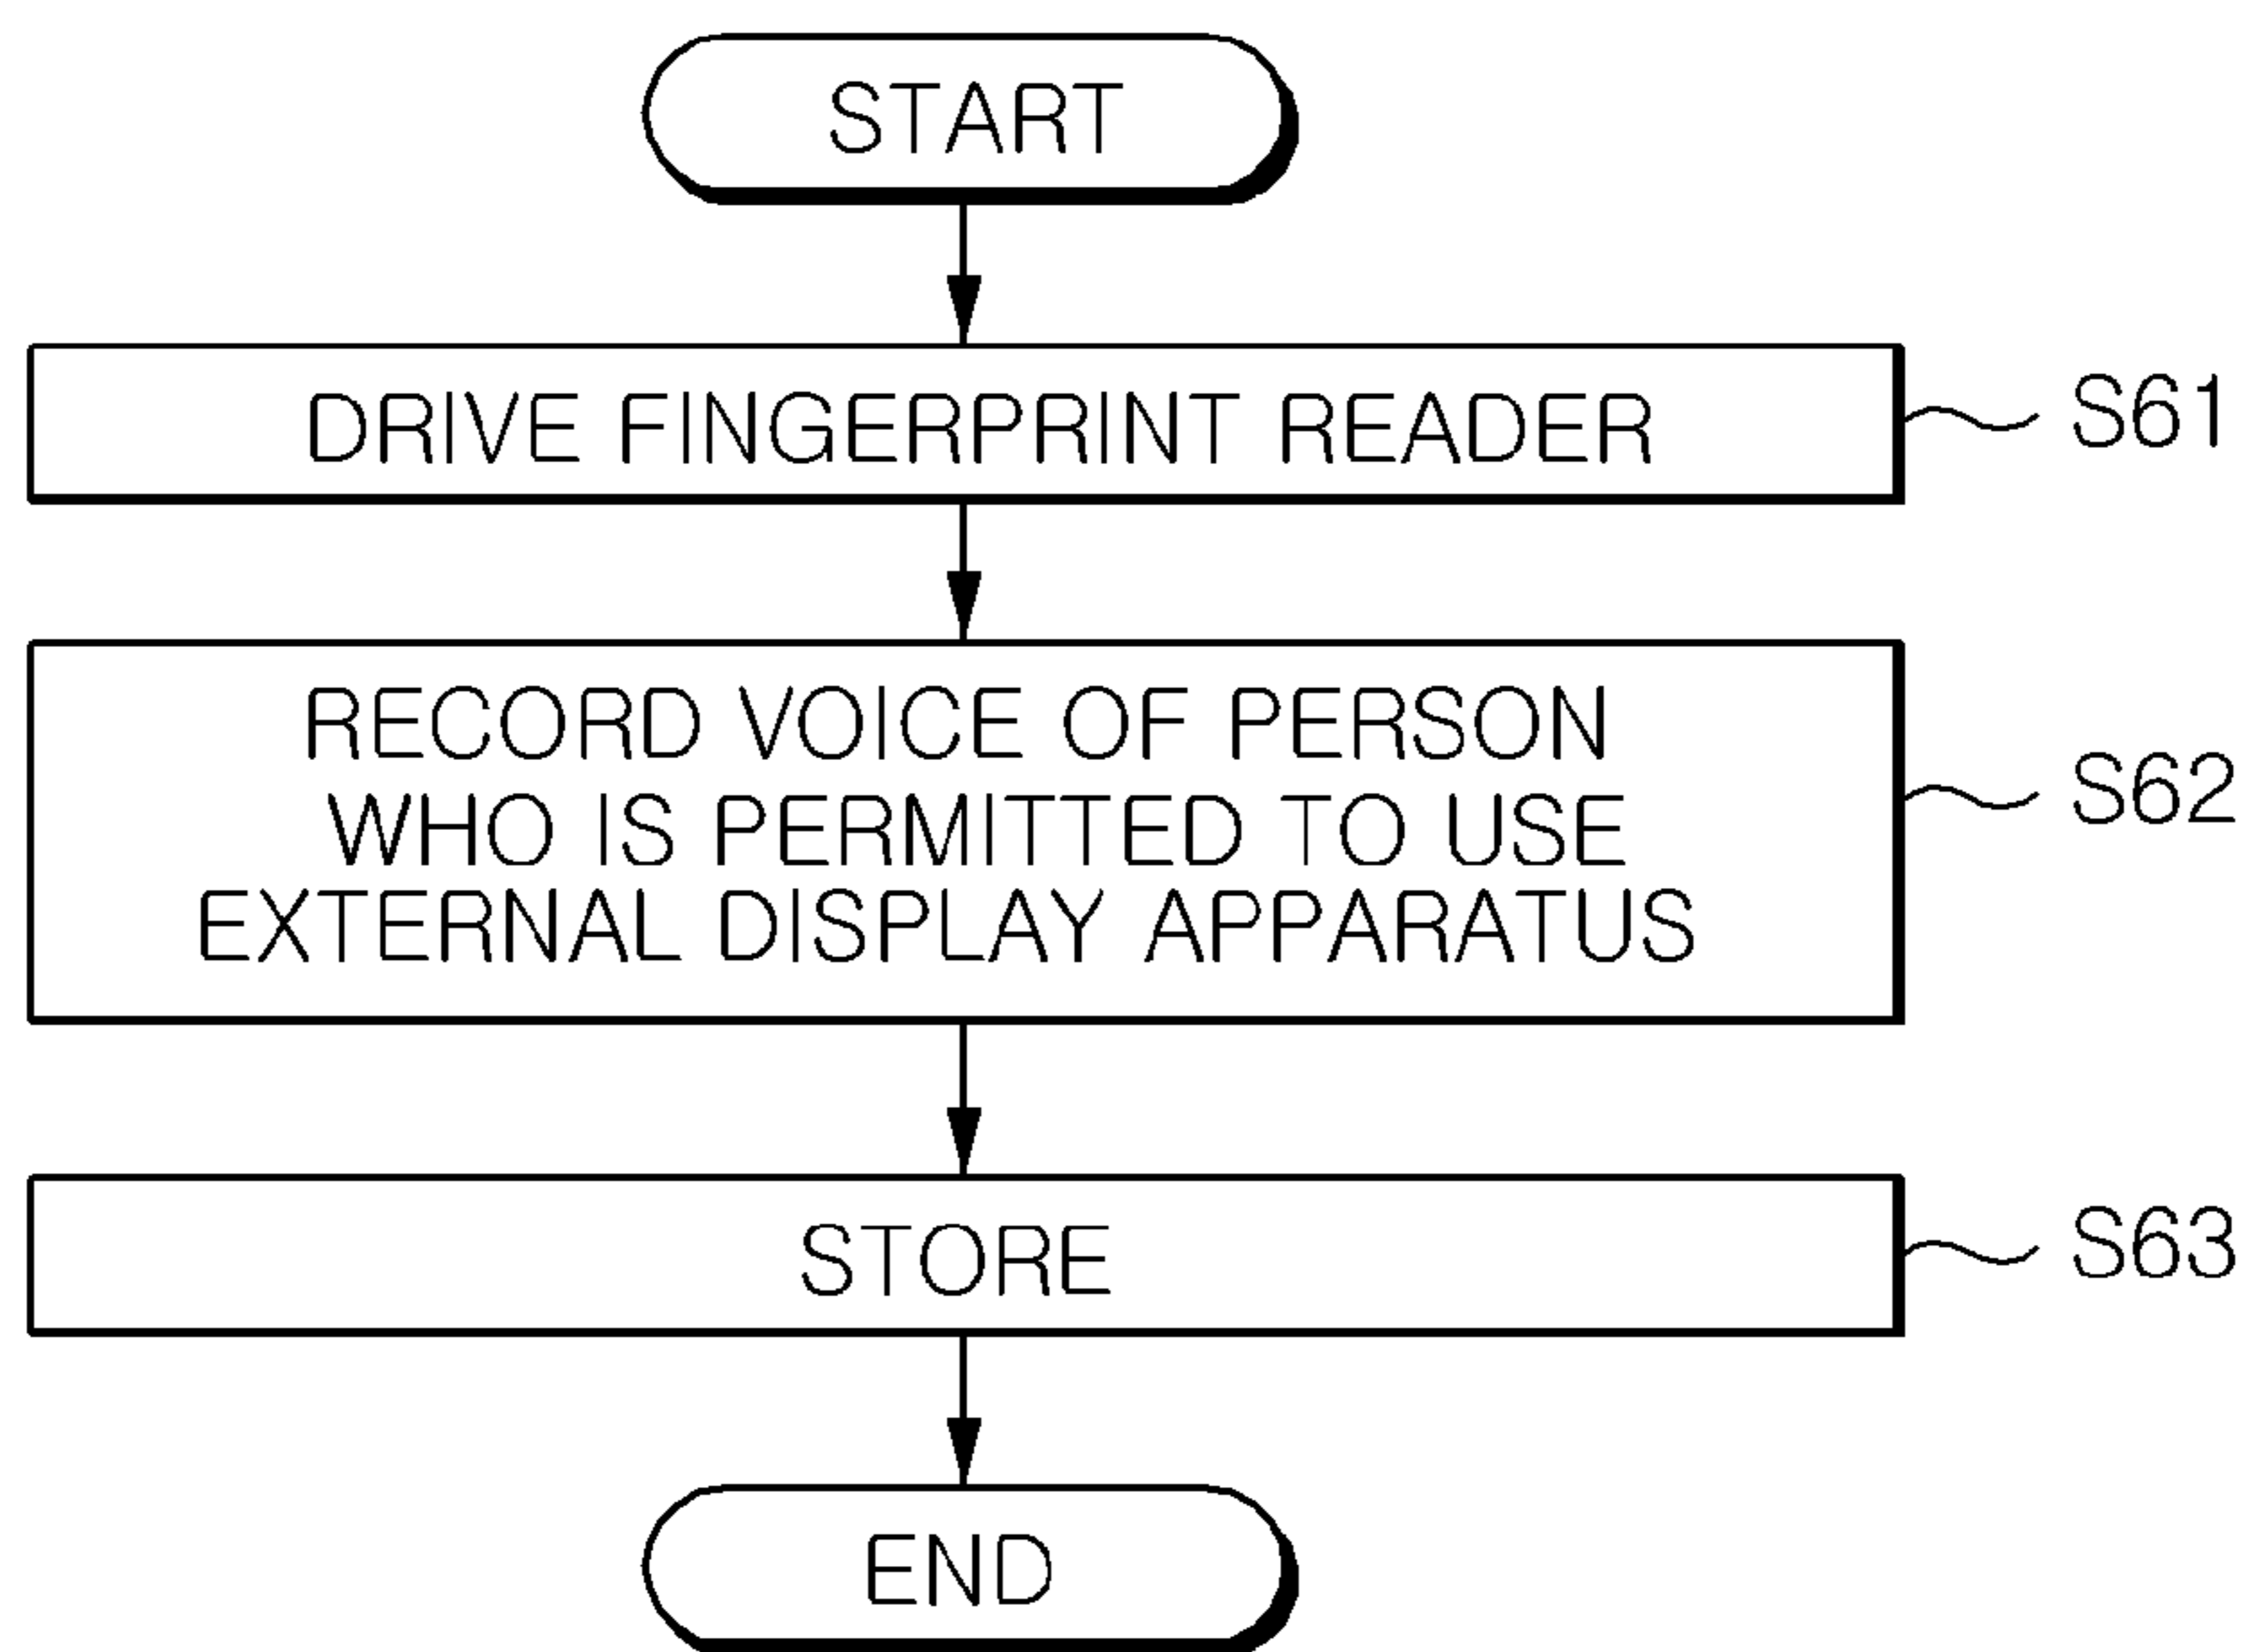 START
DRIVE FINGERPRINT READER
S61
RECORD VOICE OF PERSON
WHO IS PERMITTED TO USE
EXTERNAL DISPLAY APPARATUS
S62
STORE
S63
END